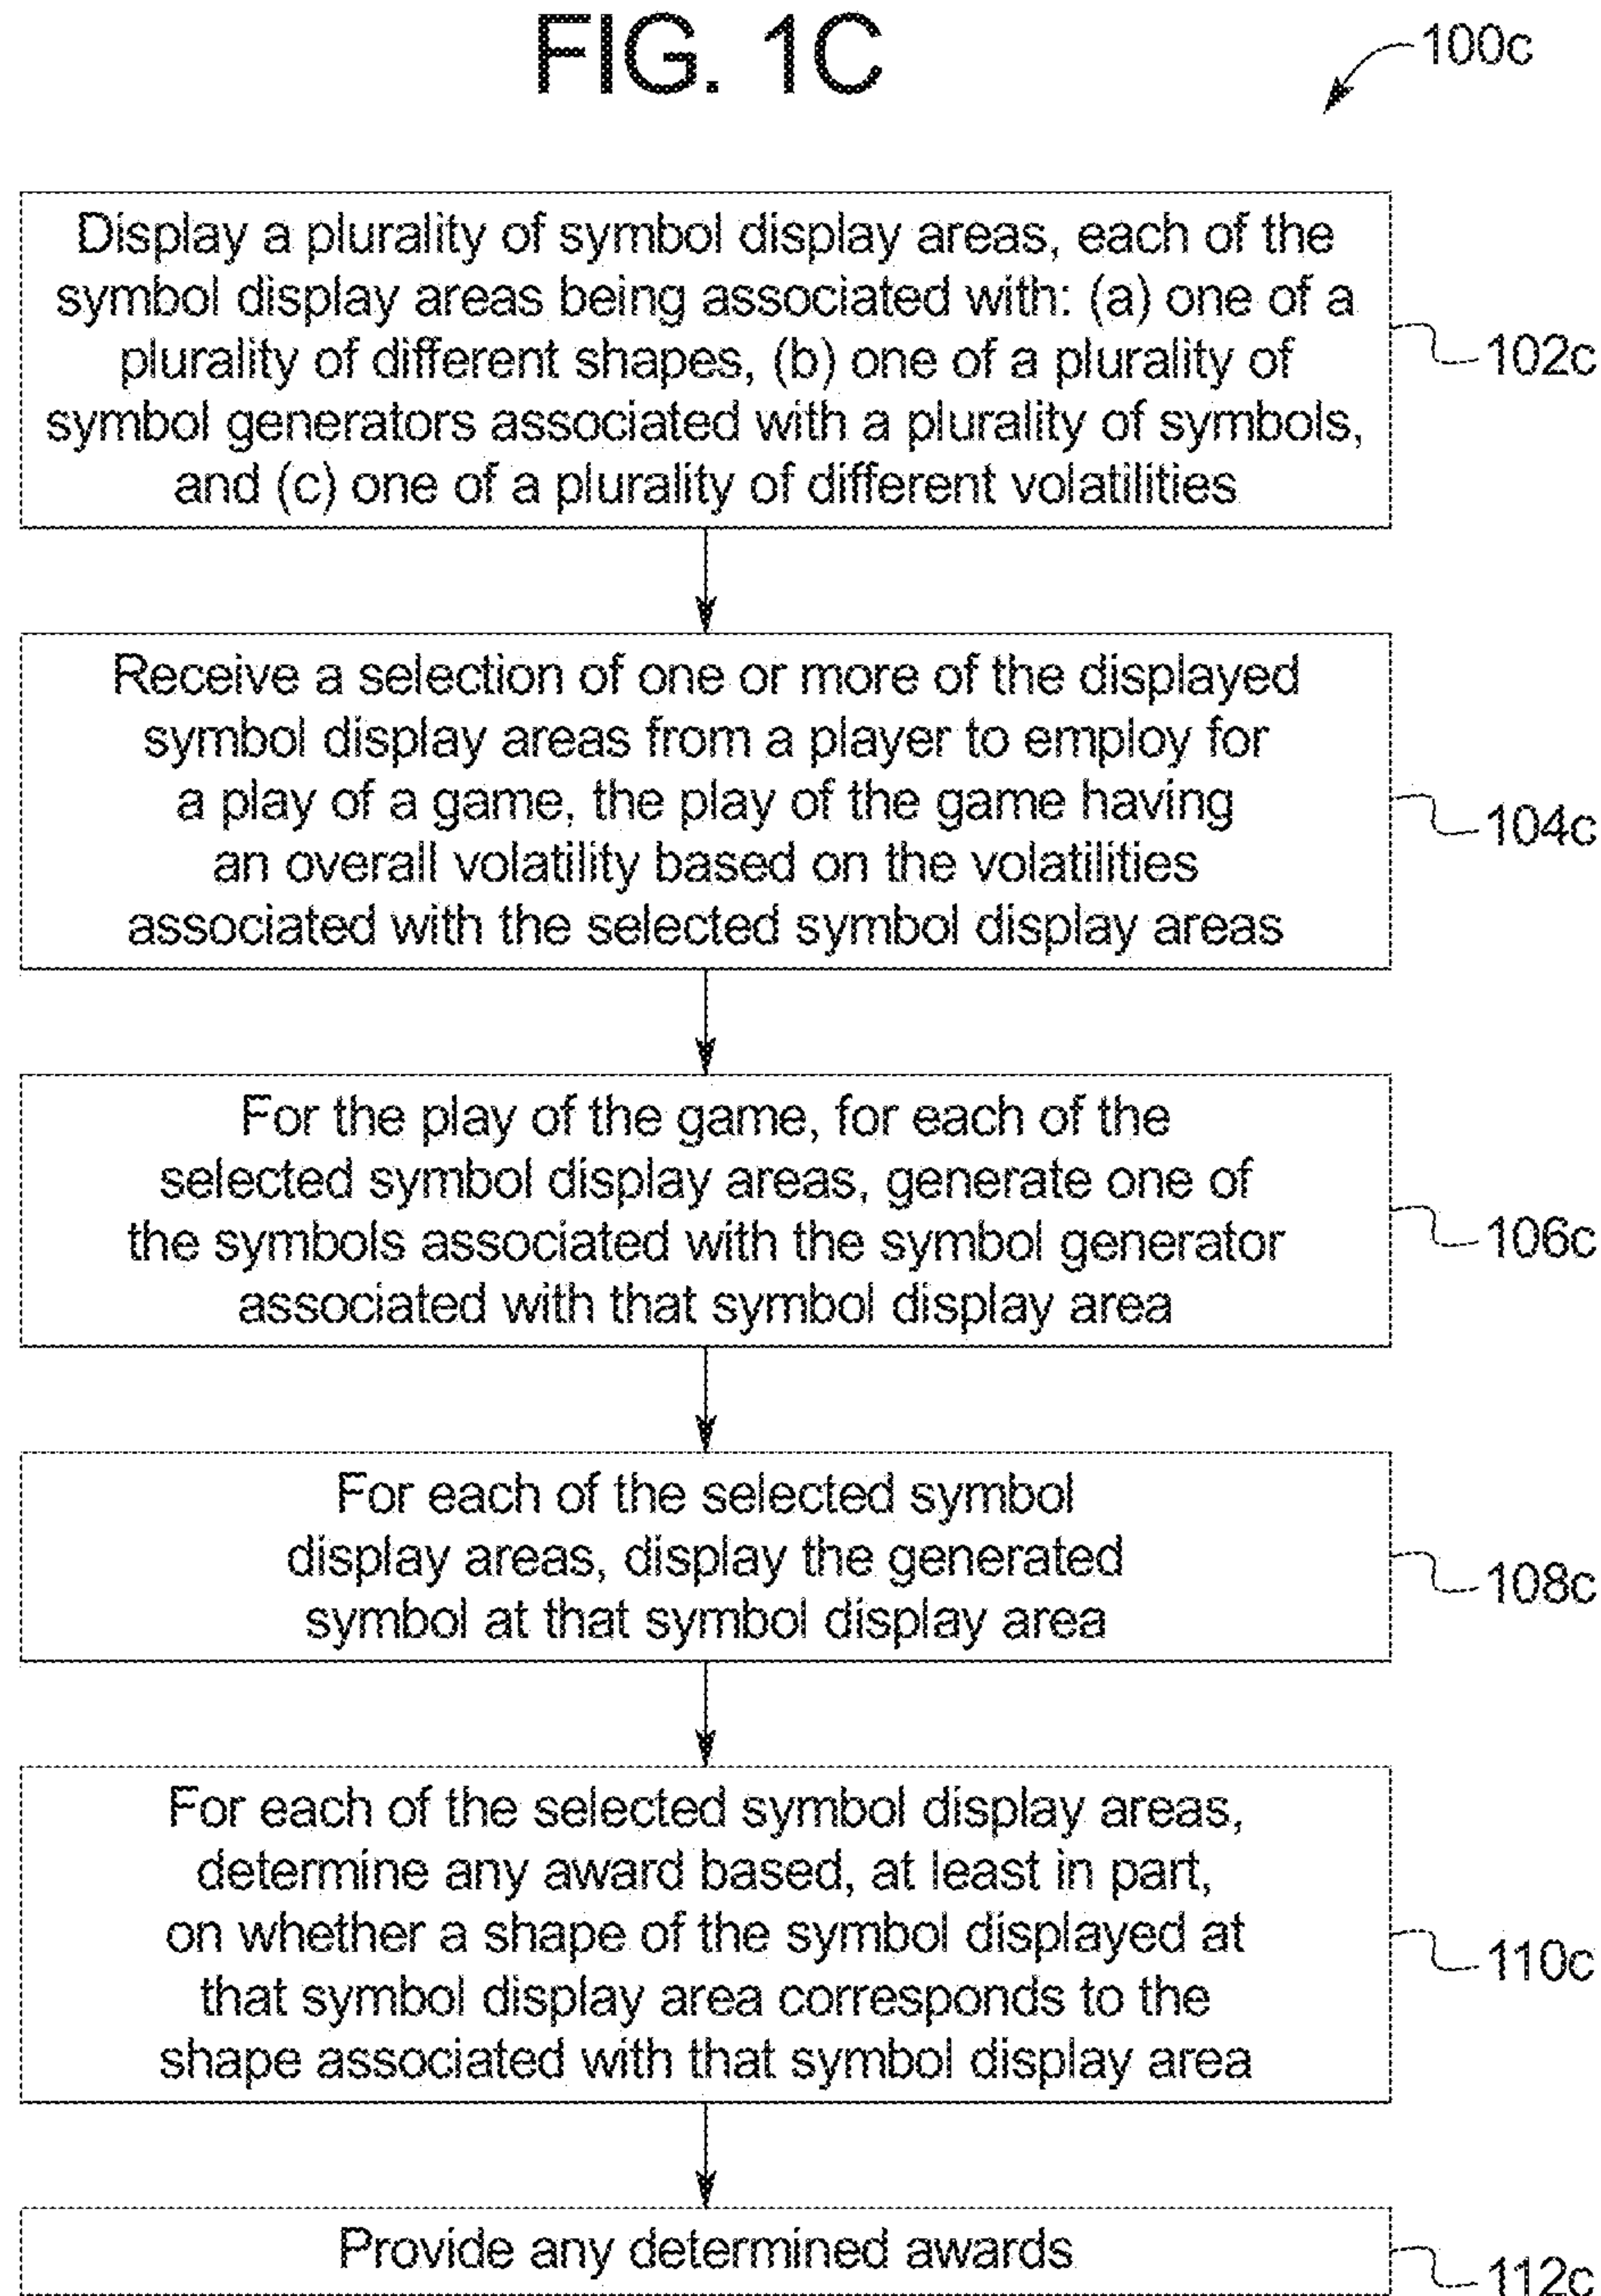 FIG. 1C
100c
Display a plurality of symbol display areas, each of the
symbol display areas being associated with: (a) one of a
plurality of different shapes, (b) one of a plurality of
symbol generators associated with a plurality of symbols,
and (c) one of a plurality of different volatilities
102c
Receive a selection of one or more of the displayed
symbol display areas from a player to employ for
a play of a game, the play of the game having
an overall volatility based on the volatilities
associated with the selected symbol display areas
104c
For the play of the game, for each of the
selected symbol display areas, generate one of
the symbols associated with the symbol generator
associated with that symbol display area
106c
For each of the selected symbol
display areas, display the generated
symbol at that symbol display area
108c
For each of the selected symbol display areas,
determine any award based, at least in part,
on whether a shape of the symbol displayed at
that symbol display area corresponds to the
shape associated with that symbol display area
110c
Provide any determined awards
112c